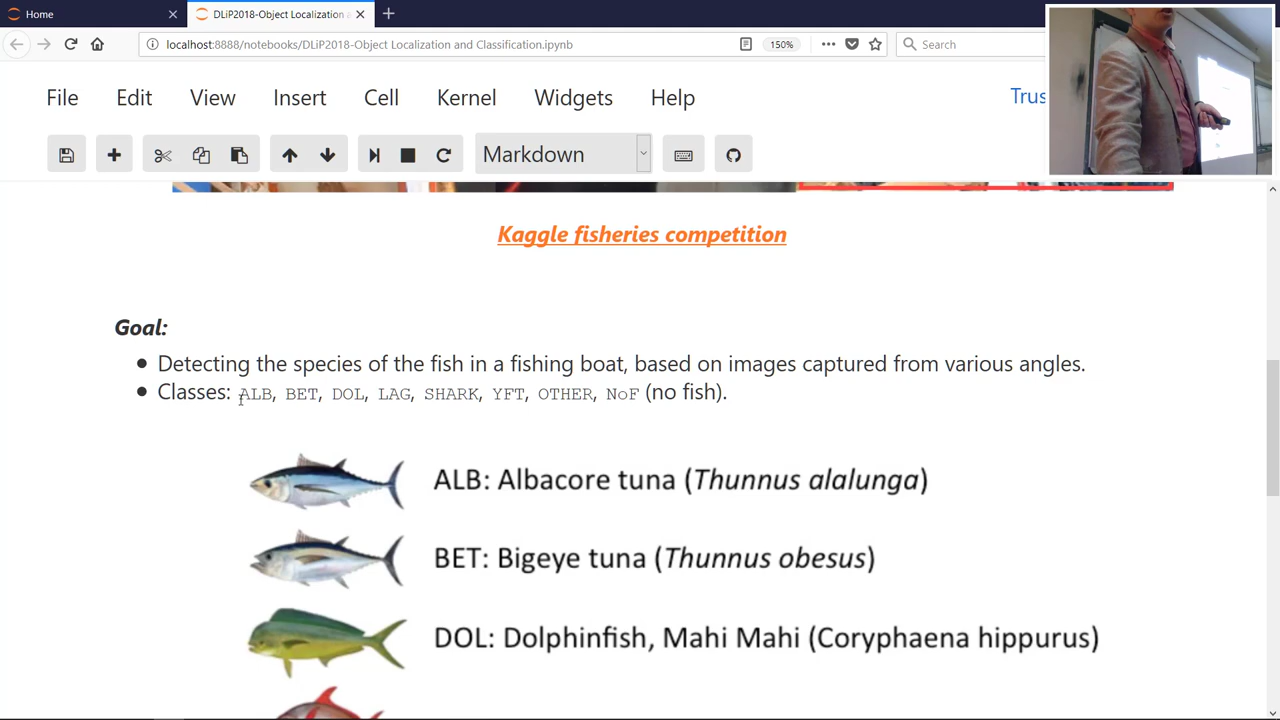 Home
DLiP2018-Object Localization a
localhost:8888/notebooks/DLiP2018-Object Localization and Classification.ipynb
150%
Search
File Edit View Insert Cell Kernel Widgets Help
Trus
Markdown
Kaggle fisheries competition
Goal:
Detecting the species of the fish in a fishing boat, based on images captured from various angles.
Classes: ALB, BET, DOL, LAG, SHARK, YFT, OTHER, NoF (no fish).
ALB: Albacore tuna (Thunnus alalunga)
BET: Bigeye tuna (Thunnus obesus)
DOL: Dolphinfish, Mahi Mahi (Coryphaena hippurus)